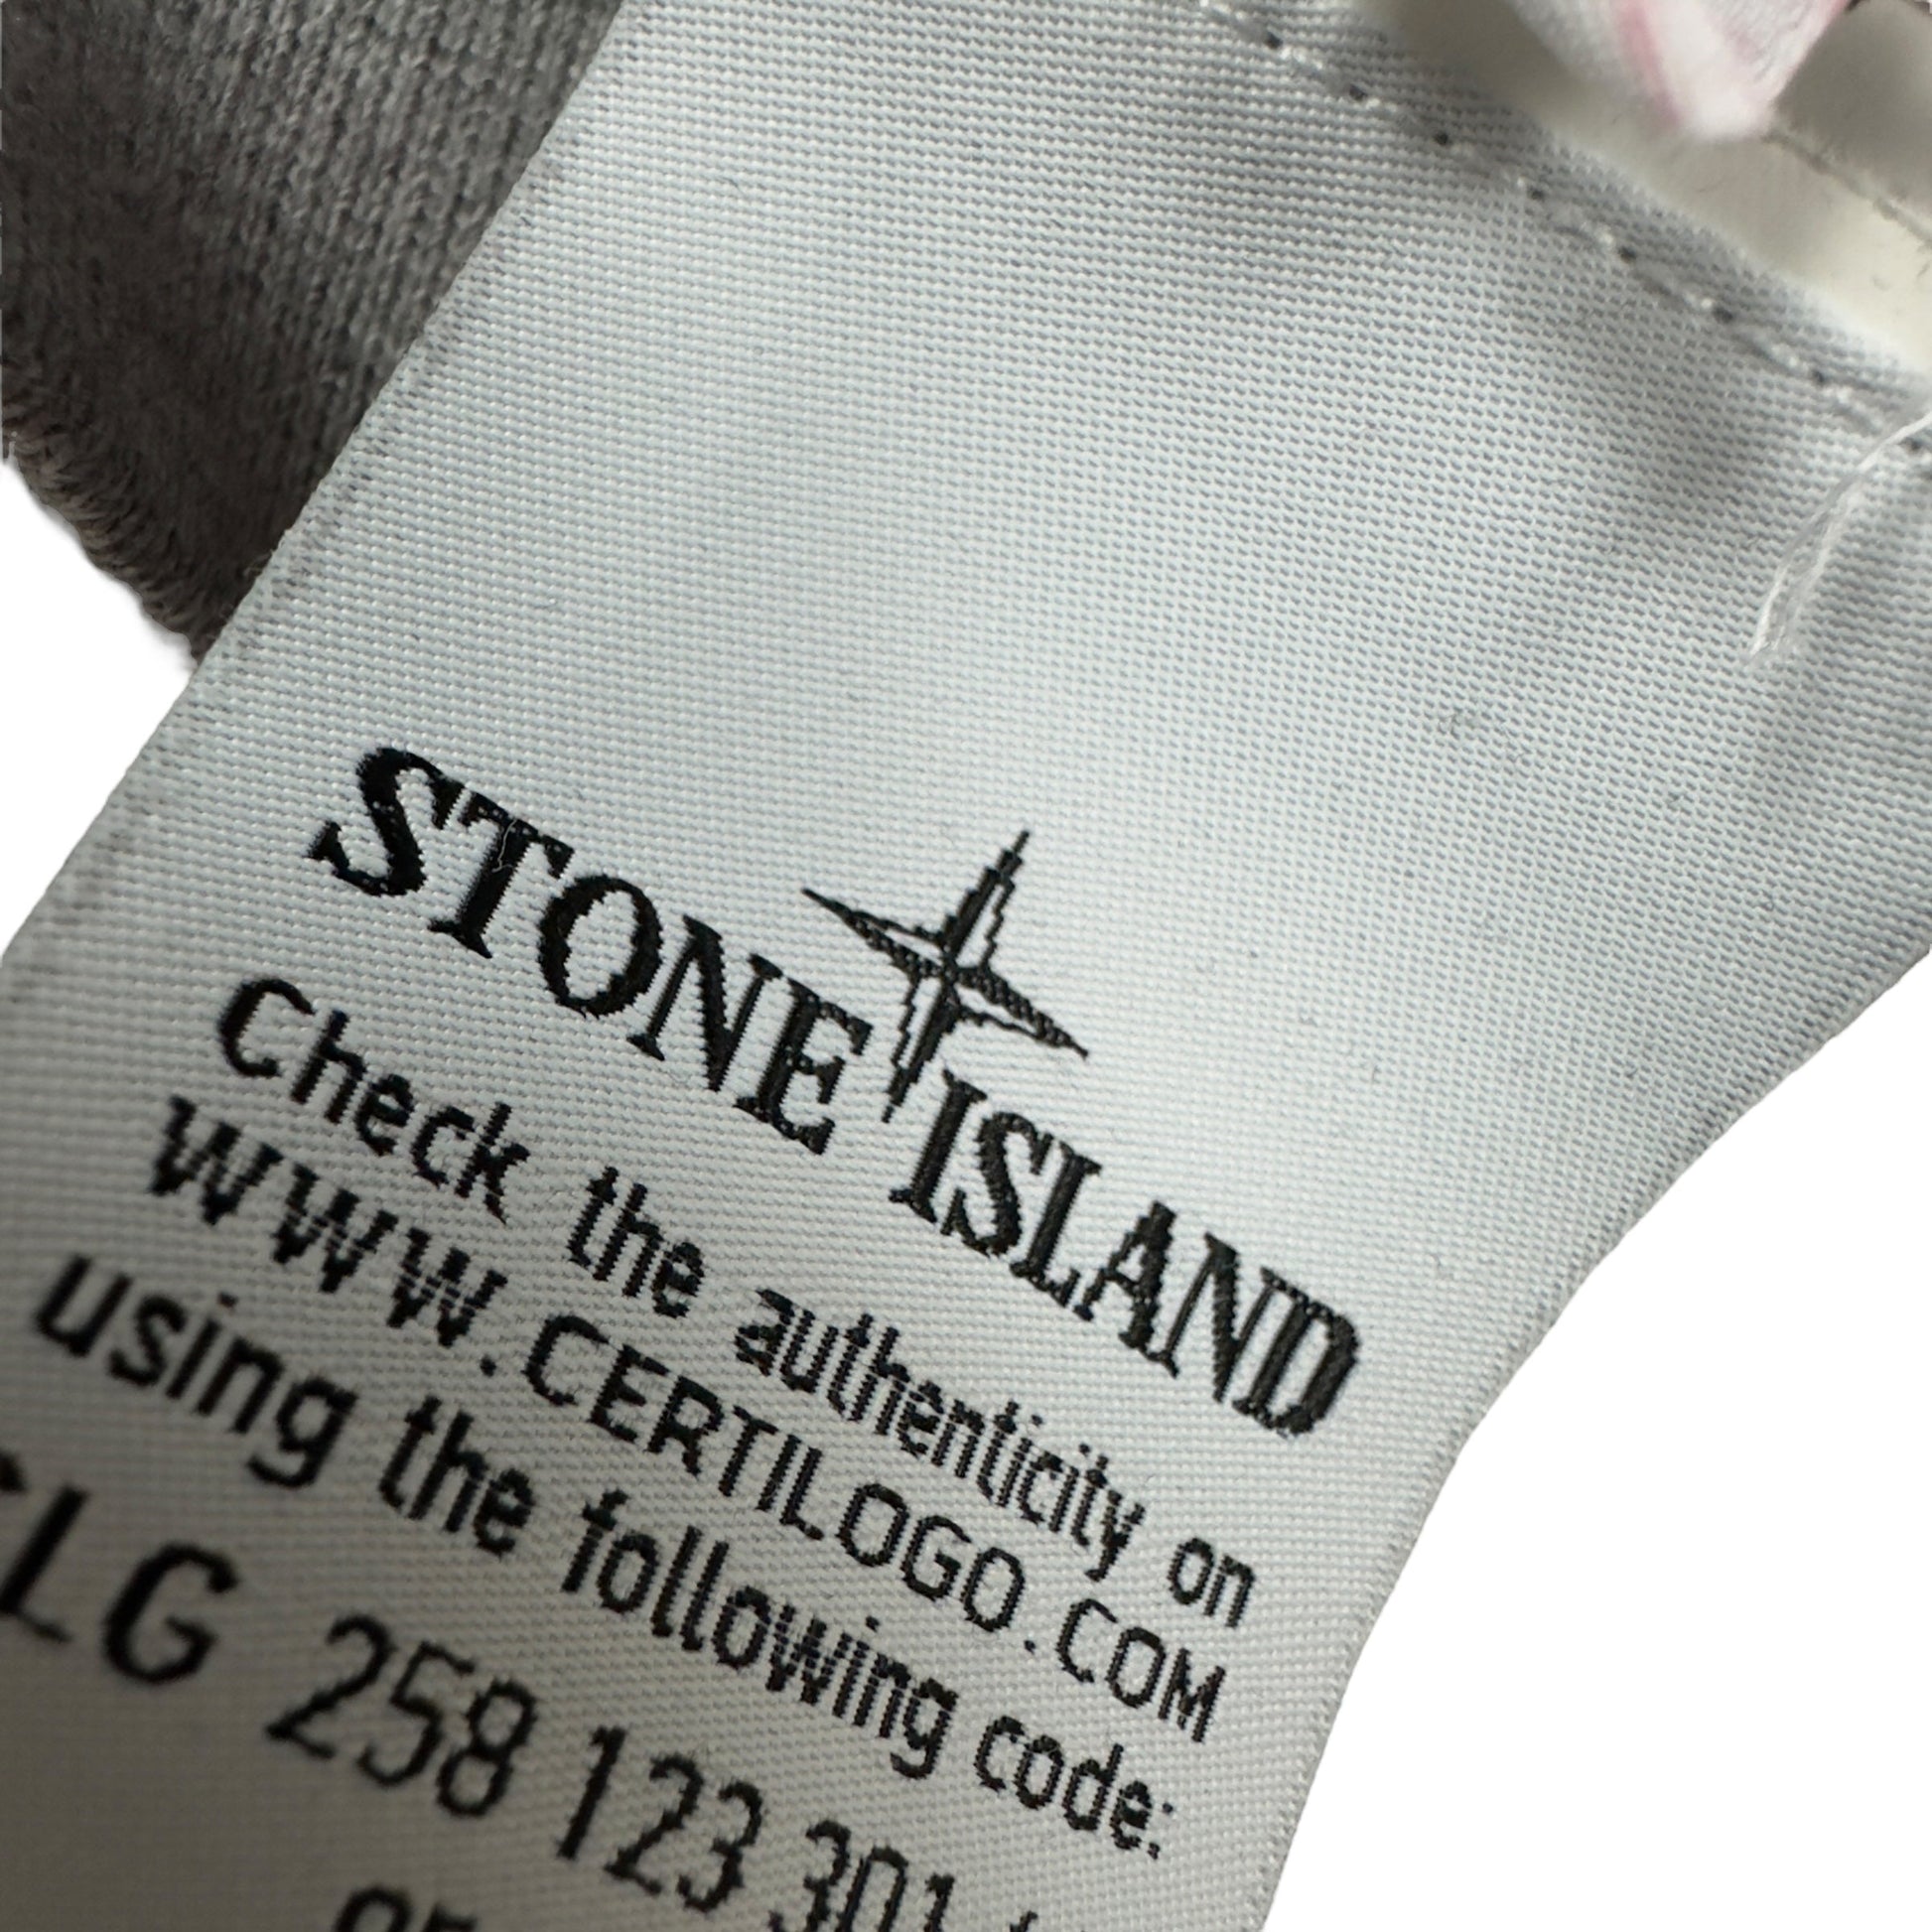 STONE ISLAND
Check the authenticity on
WWW.CERTILOGO.COM
using the following code:
CLG 258 123 301